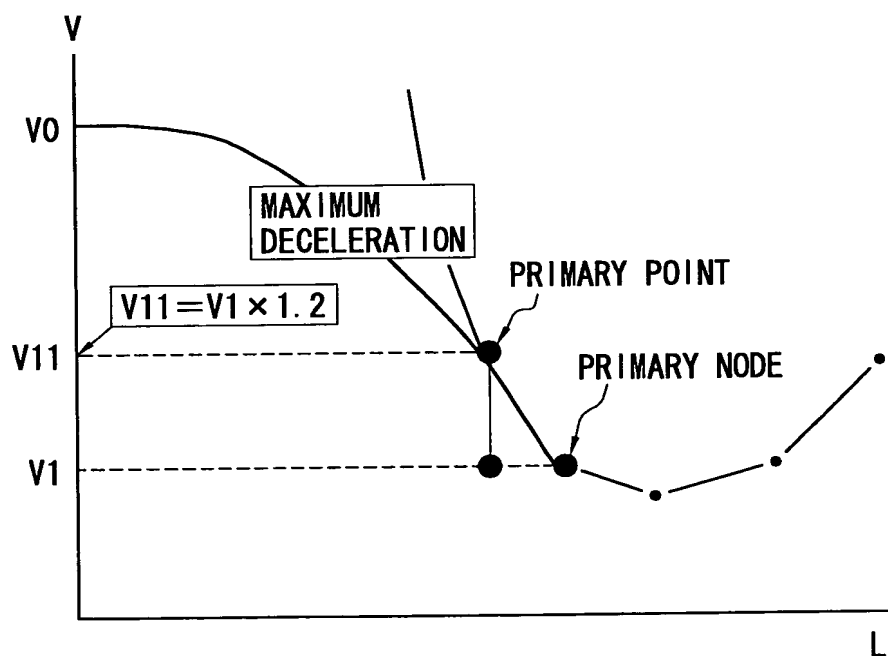 V
V0
MAXIMUM
DECELERATION
PRIMARY POINT
V11=V1×1.2
V11
PRIMARY NODE
V1
L